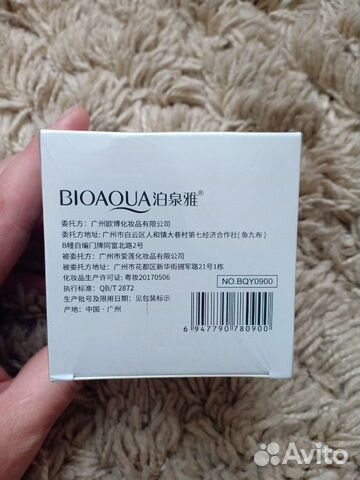 BIOAQUA泊泉雅®
委托方：广州欧博化妆品有限公司
委托方地址：广州市白云区人和镇大巷村第七经济合作社(鱼九布)
B幢自编门牌同富北路2号
被委托方：广州市爱莲化妆品有限公司
被委托方地址：广州市花都区新华街拥军路21号1栋
化妆品生产许可证：粤妆20170506
执行标准：QB/T 2872
生产批号及限用日期：见包装标示
产地：中国·广州
NO.BQY0900
6 947790 780900
Avito